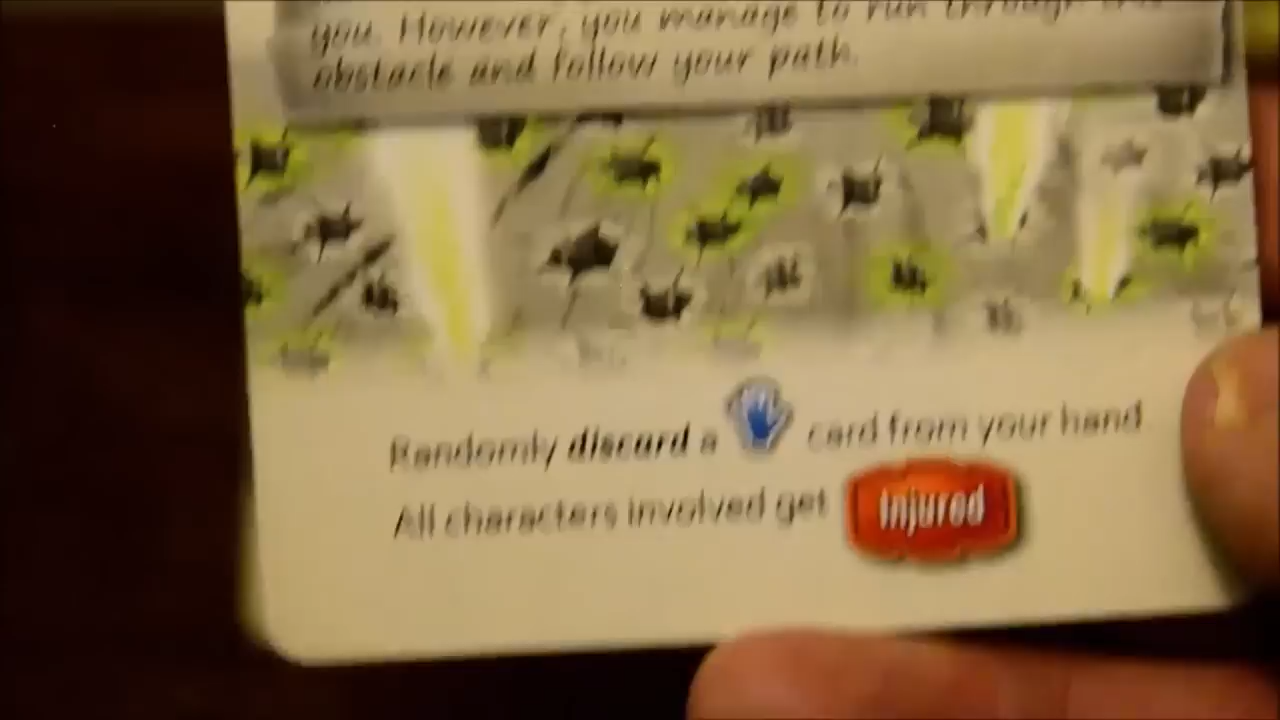 you. However, you manage to run through this
obstacle and follow your path.
Randomly discard a card from your hand.
All characters involved get Injured